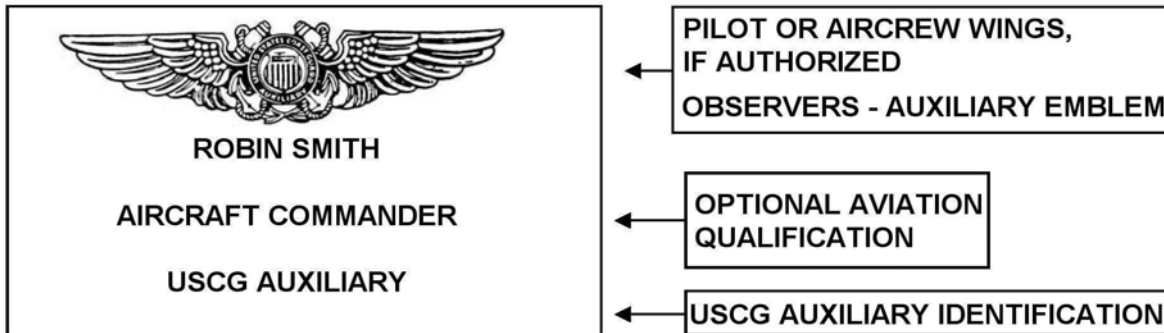 ROBIN SMITH
AIRCRAFT COMMANDER
USCG AUXILIARY
PILOT OR AIRCREW WINGS,
IF AUTHORIZED
OBSERVERS - AUXILIARY EMBLEM
OPTIONAL AVIATION
QUALIFICATION
USCG AUXILIARY IDENTIFICATION